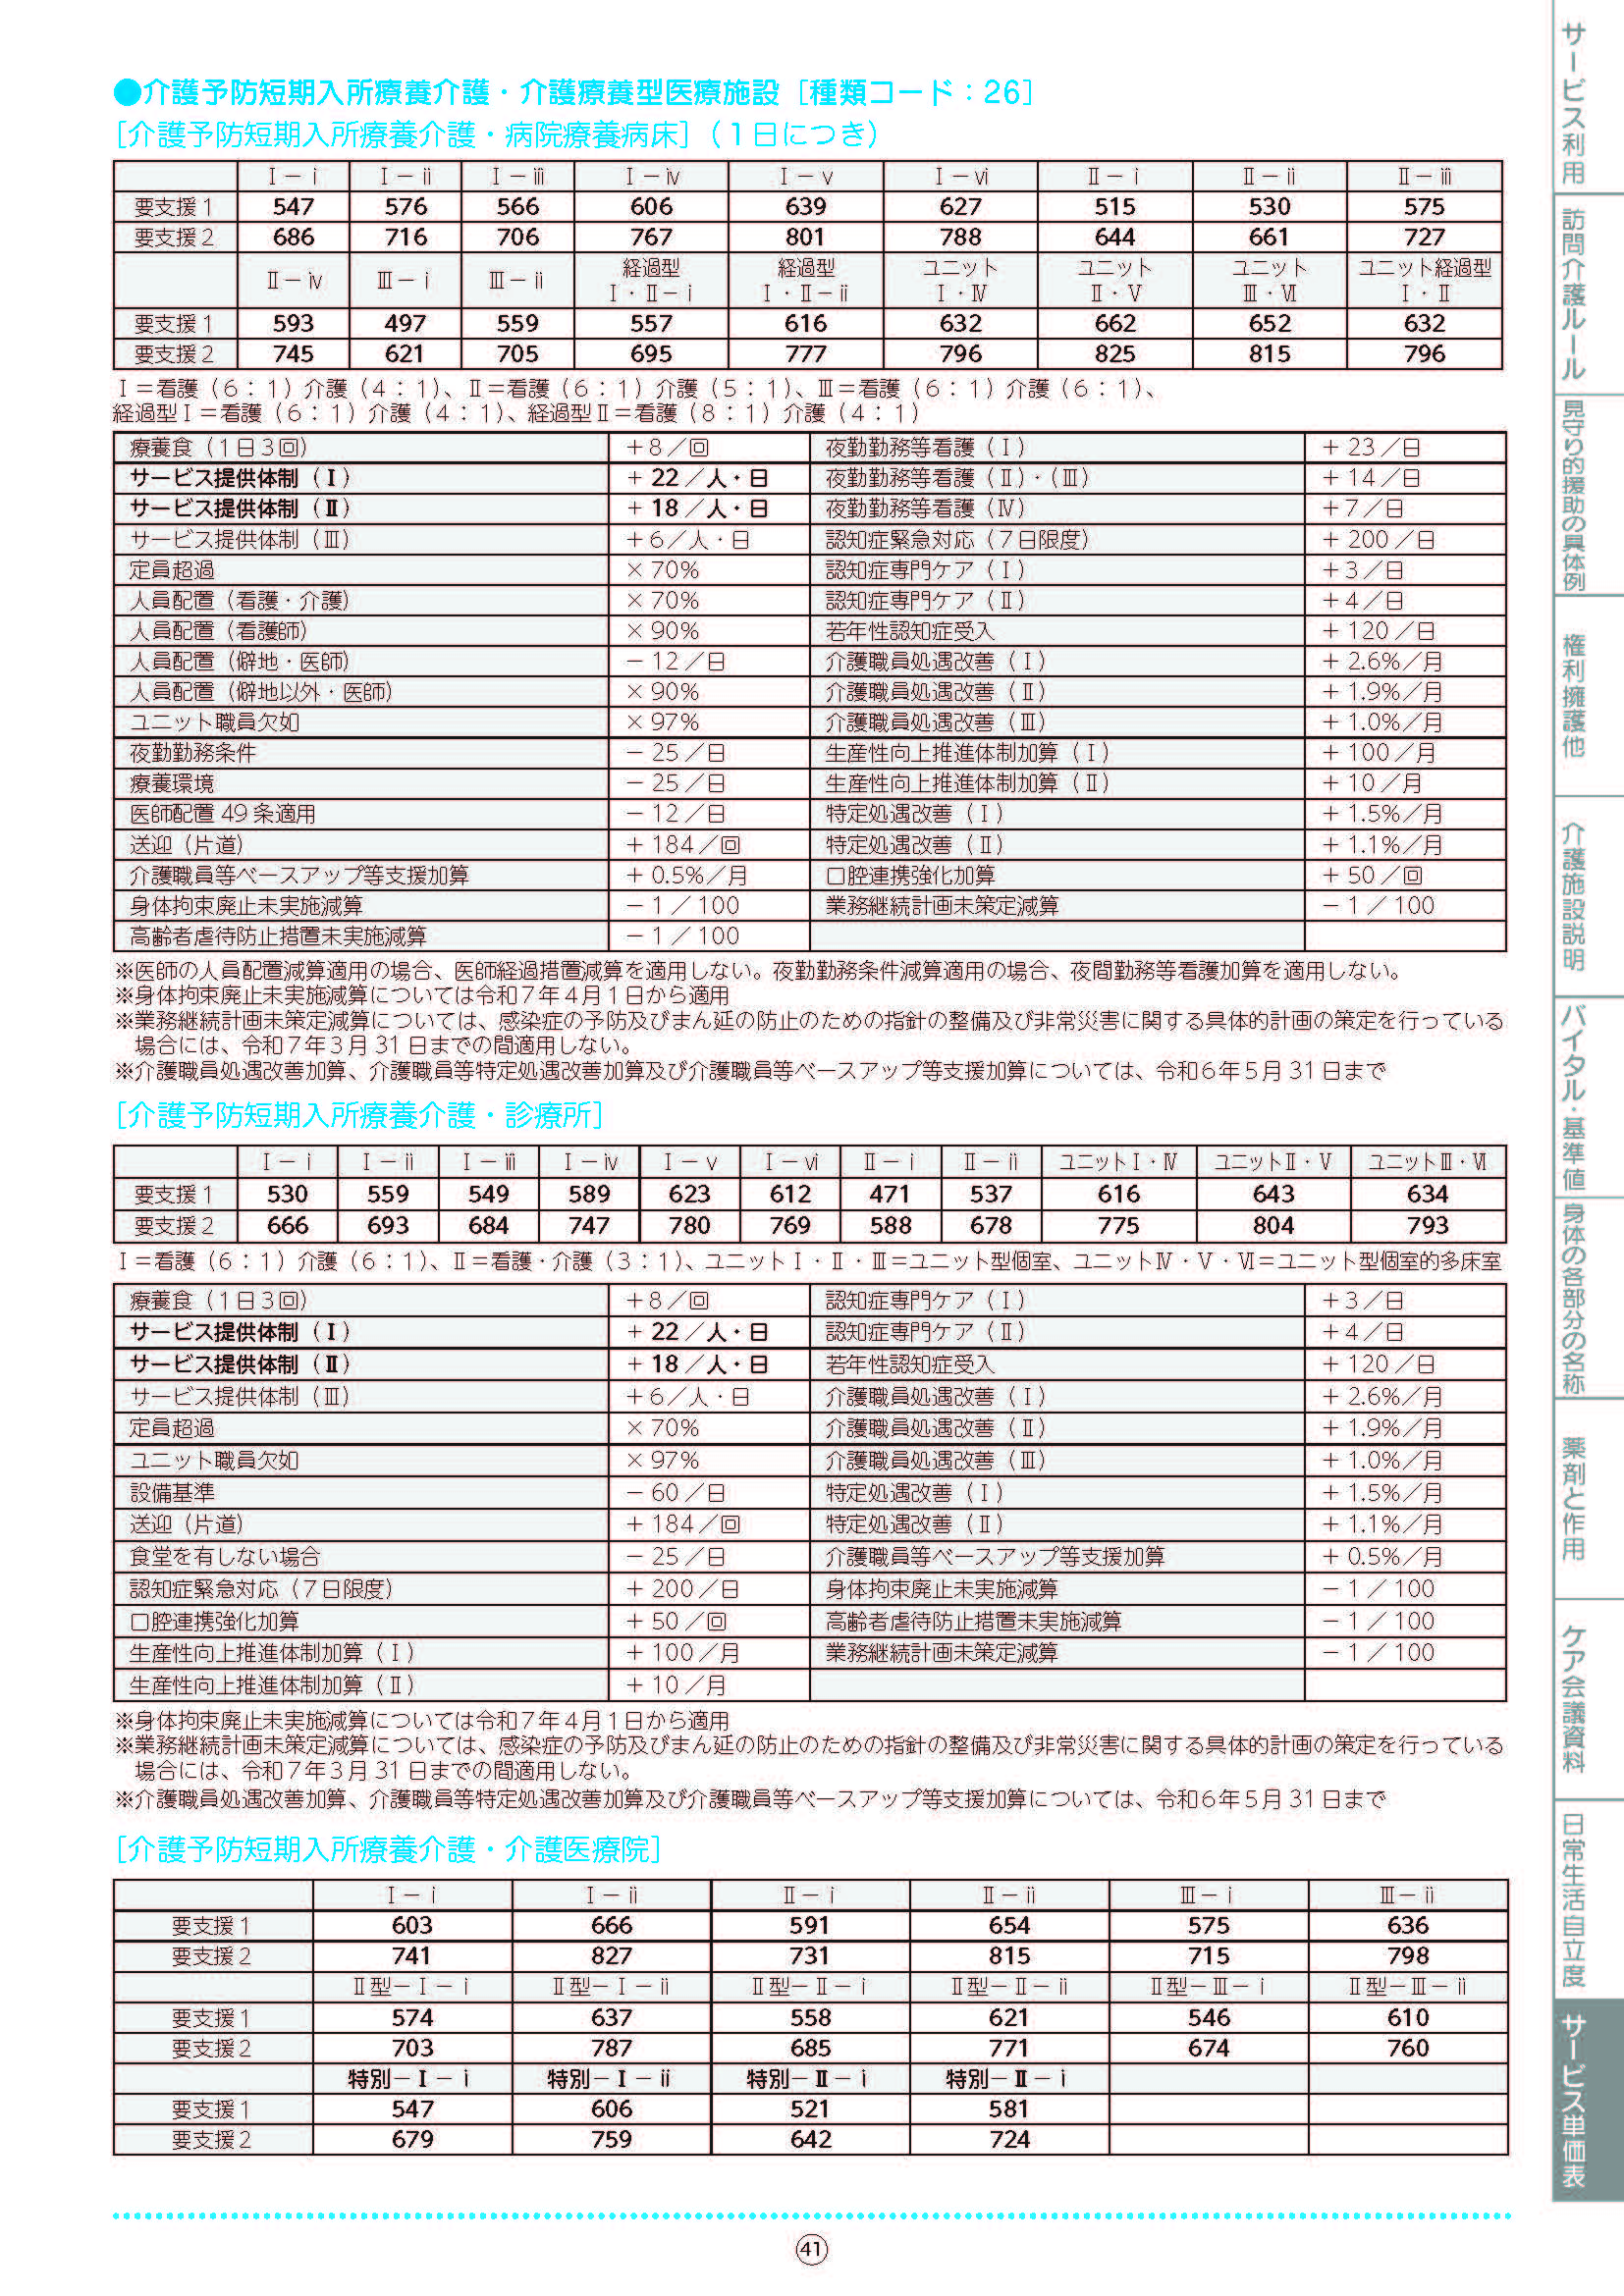 ●介護予防短期入所療養介護・介護療養型医療施設［種類コード：26］
［介護予防短期入所療養介護・病院療養病床］（１日につき）
Ⅰ－ⅰ Ⅰ－ⅱ Ⅰ－ⅲ Ⅰ－ⅳ Ⅰ－ⅴ Ⅰ－ⅵ Ⅱ－ⅰ Ⅱ－ⅱ Ⅱ－ⅲ
要支援１ 547 576 566 606 639 627 515 530 575
要支援２ 686 716 706 767 801 788 644 661 727
Ⅱ－ⅳ Ⅲ－ⅰ Ⅲ－ⅱ 経過型Ⅰ・Ⅱ－ⅰ 経過型Ⅰ・Ⅱ－ⅱ ユニットⅠ・Ⅳ ユニットⅡ・Ⅴ ユニットⅢ・Ⅵ ユニット経過型Ⅰ・Ⅱ
要支援１ 593 497 559 557 616 632 662 652 632
要支援２ 745 621 705 695 777 796 825 815 796
Ⅰ＝看護（６：１）介護（４：１）、Ⅱ＝看護（６：１）介護（５：１）、Ⅲ＝看護（６：１）介護（６：１）、
経過型Ⅰ＝看護（６：１）介護（４：１）、経過型Ⅱ＝看護（８：１）介護（４：１）
療養食（１日３回） ＋８／回 夜勤勤務等看護（Ⅰ） ＋23／日
サービス提供体制（Ⅰ） ＋22／人・日 夜勤勤務等看護（Ⅱ）・（Ⅲ） ＋14／日
サービス提供体制（Ⅱ） ＋18／人・日 夜勤勤務等看護（Ⅳ） ＋７／日
サービス提供体制（Ⅲ） ＋６／人・日 認知症緊急対応（７日限度） ＋200／日
定員超過 ×70% 認知症専門ケア（Ⅰ） ＋３／日
人員配置（看護・介護） ×70% 認知症専門ケア（Ⅱ） ＋４／日
人員配置（看護師） ×90% 若年性認知症受入 ＋120／日
人員配置（僻地・医師） －12／日 介護職員処遇改善（Ⅰ） ＋2.6%／月
人員配置（僻地以外・医師） ×90% 介護職員処遇改善（Ⅱ） ＋1.9%／月
ユニット職員欠如 ×97% 介護職員処遇改善（Ⅲ） ＋1.0%／月
夜勤勤務条件 －25／日 生産性向上推進体制加算（Ⅰ） ＋100／月
療養環境 －25／日 生産性向上推進体制加算（Ⅱ） ＋10／月
医師配置49条適用 －12／日 特定処遇改善（Ⅰ） ＋1.5%／月
送迎（片道） ＋184／回 特定処遇改善（Ⅱ） ＋1.1%／月
介護職員等ベースアップ等支援加算 ＋0.5%／月 口腔連携強化加算 ＋50／回
身体拘束廃止未実施減算 －１／100 業務継続計画未策定減算 －１／100
高齢者虐待防止措置未実施減算 －１／100
※医師の人員配置減算適用の場合、医師経過措置減算を適用しない。夜勤勤務条件減算適用の場合、夜間勤務等看護加算を適用しない。
※身体拘束廃止未実施減算については令和７年４月１日から適用
※業務継続計画未策定減算については、感染症の予防及びまん延の防止のための指針の整備及び非常災害に関する具体的計画の策定を行っている
場合には、令和７年３月31日までの間適用しない。
※介護職員処遇改善加算、介護職員等特定処遇改善加算及び介護職員等ベースアップ等支援加算については、令和６年５月31日まで
［介護予防短期入所療養介護・診療所］
Ⅰ－ⅰ Ⅰ－ⅱ Ⅰ－ⅲ Ⅰ－ⅳ Ⅰ－ⅴ Ⅰ－ⅵ Ⅱ－ⅰ Ⅱ－ⅱ ユニットⅠ・Ⅳ ユニットⅡ・Ⅴ ユニットⅢ・Ⅵ
要支援１ 530 559 549 589 623 612 471 537 616 643 634
要支援２ 666 693 684 747 780 769 588 678 775 804 793
Ⅰ＝看護（６：１）介護（６：１）、Ⅱ＝看護・介護（３：１）、ユニットⅠ・Ⅱ・Ⅲ＝ユニット型個室、ユニットⅣ・Ⅴ・Ⅵ＝ユニット型個室的多床室
療養食（１日３回） ＋８／回 認知症専門ケア（Ⅰ） ＋３／日
サービス提供体制（Ⅰ） ＋22／人・日 認知症専門ケア（Ⅱ） ＋４／日
サービス提供体制（Ⅱ） ＋18／人・日 若年性認知症受入 ＋120／日
サービス提供体制（Ⅲ） ＋６／人・日 介護職員処遇改善（Ⅰ） ＋2.6%／月
定員超過 ×70% 介護職員処遇改善（Ⅱ） ＋1.9%／月
ユニット職員欠如 ×97% 介護職員処遇改善（Ⅲ） ＋1.0%／月
設備基準 －60／日 特定処遇改善（Ⅰ） ＋1.5%／月
送迎（片道） ＋184／回 特定処遇改善（Ⅱ） ＋1.1%／月
食堂を有しない場合 －25／日 介護職員等ベースアップ等支援加算 ＋0.5%／月
認知症緊急対応（７日限度） ＋200／日 身体拘束廃止未実施減算 －１／100
口腔連携強化加算 ＋50／回 高齢者虐待防止措置未実施減算 －１／100
生産性向上推進体制加算（Ⅰ） ＋100／月 業務継続計画未策定減算 －１／100
生産性向上推進体制加算（Ⅱ） ＋10／月
※身体拘束廃止未実施減算については令和７年４月１日から適用
※業務継続計画未策定減算については、感染症の予防及びまん延の防止のための指針の整備及び非常災害に関する具体的計画の策定を行っている
場合には、令和７年３月31日までの間適用しない。
※介護職員処遇改善加算、介護職員等特定処遇改善加算及び介護職員等ベースアップ等支援加算については、令和６年５月31日まで
［介護予防短期入所療養介護・介護医療院］
Ⅰ－ⅰ Ⅰ－ⅱ Ⅱ－ⅰ Ⅱ－ⅱ Ⅲ－ⅰ Ⅲ－ⅱ
要支援１ 603 666 591 654 575 636
要支援２ 741 827 731 815 715 798
Ⅱ型－Ⅰ－ⅰ Ⅱ型－Ⅰ－ⅱ Ⅱ型－Ⅱ－ⅰ Ⅱ型－Ⅱ－ⅱ Ⅱ型－Ⅲ－ⅰ Ⅱ型－Ⅲ－ⅱ
要支援１ 574 637 558 621 546 610
要支援２ 703 787 685 771 674 760
特別－Ⅰ－ⅰ 特別－Ⅰ－ⅱ 特別－Ⅱ－ⅰ 特別－Ⅱ－ⅰ
要支援１ 547 606 521 581
要支援２ 679 759 642 724
41
サービス利用
訪問介護ルール
見守り的援助の具体例
権利擁護他
介護施設説明
バイタル・基準値
身体の各部分の名称
薬剤と作用
ケア会議資料
日常生活自立度
サービス単価表